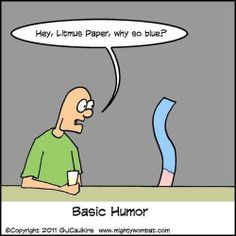 Hey, Litmus Paper, why so blue?
Basic Humor
©Copyright 2011 GJCaulkins www.mightywombat.com